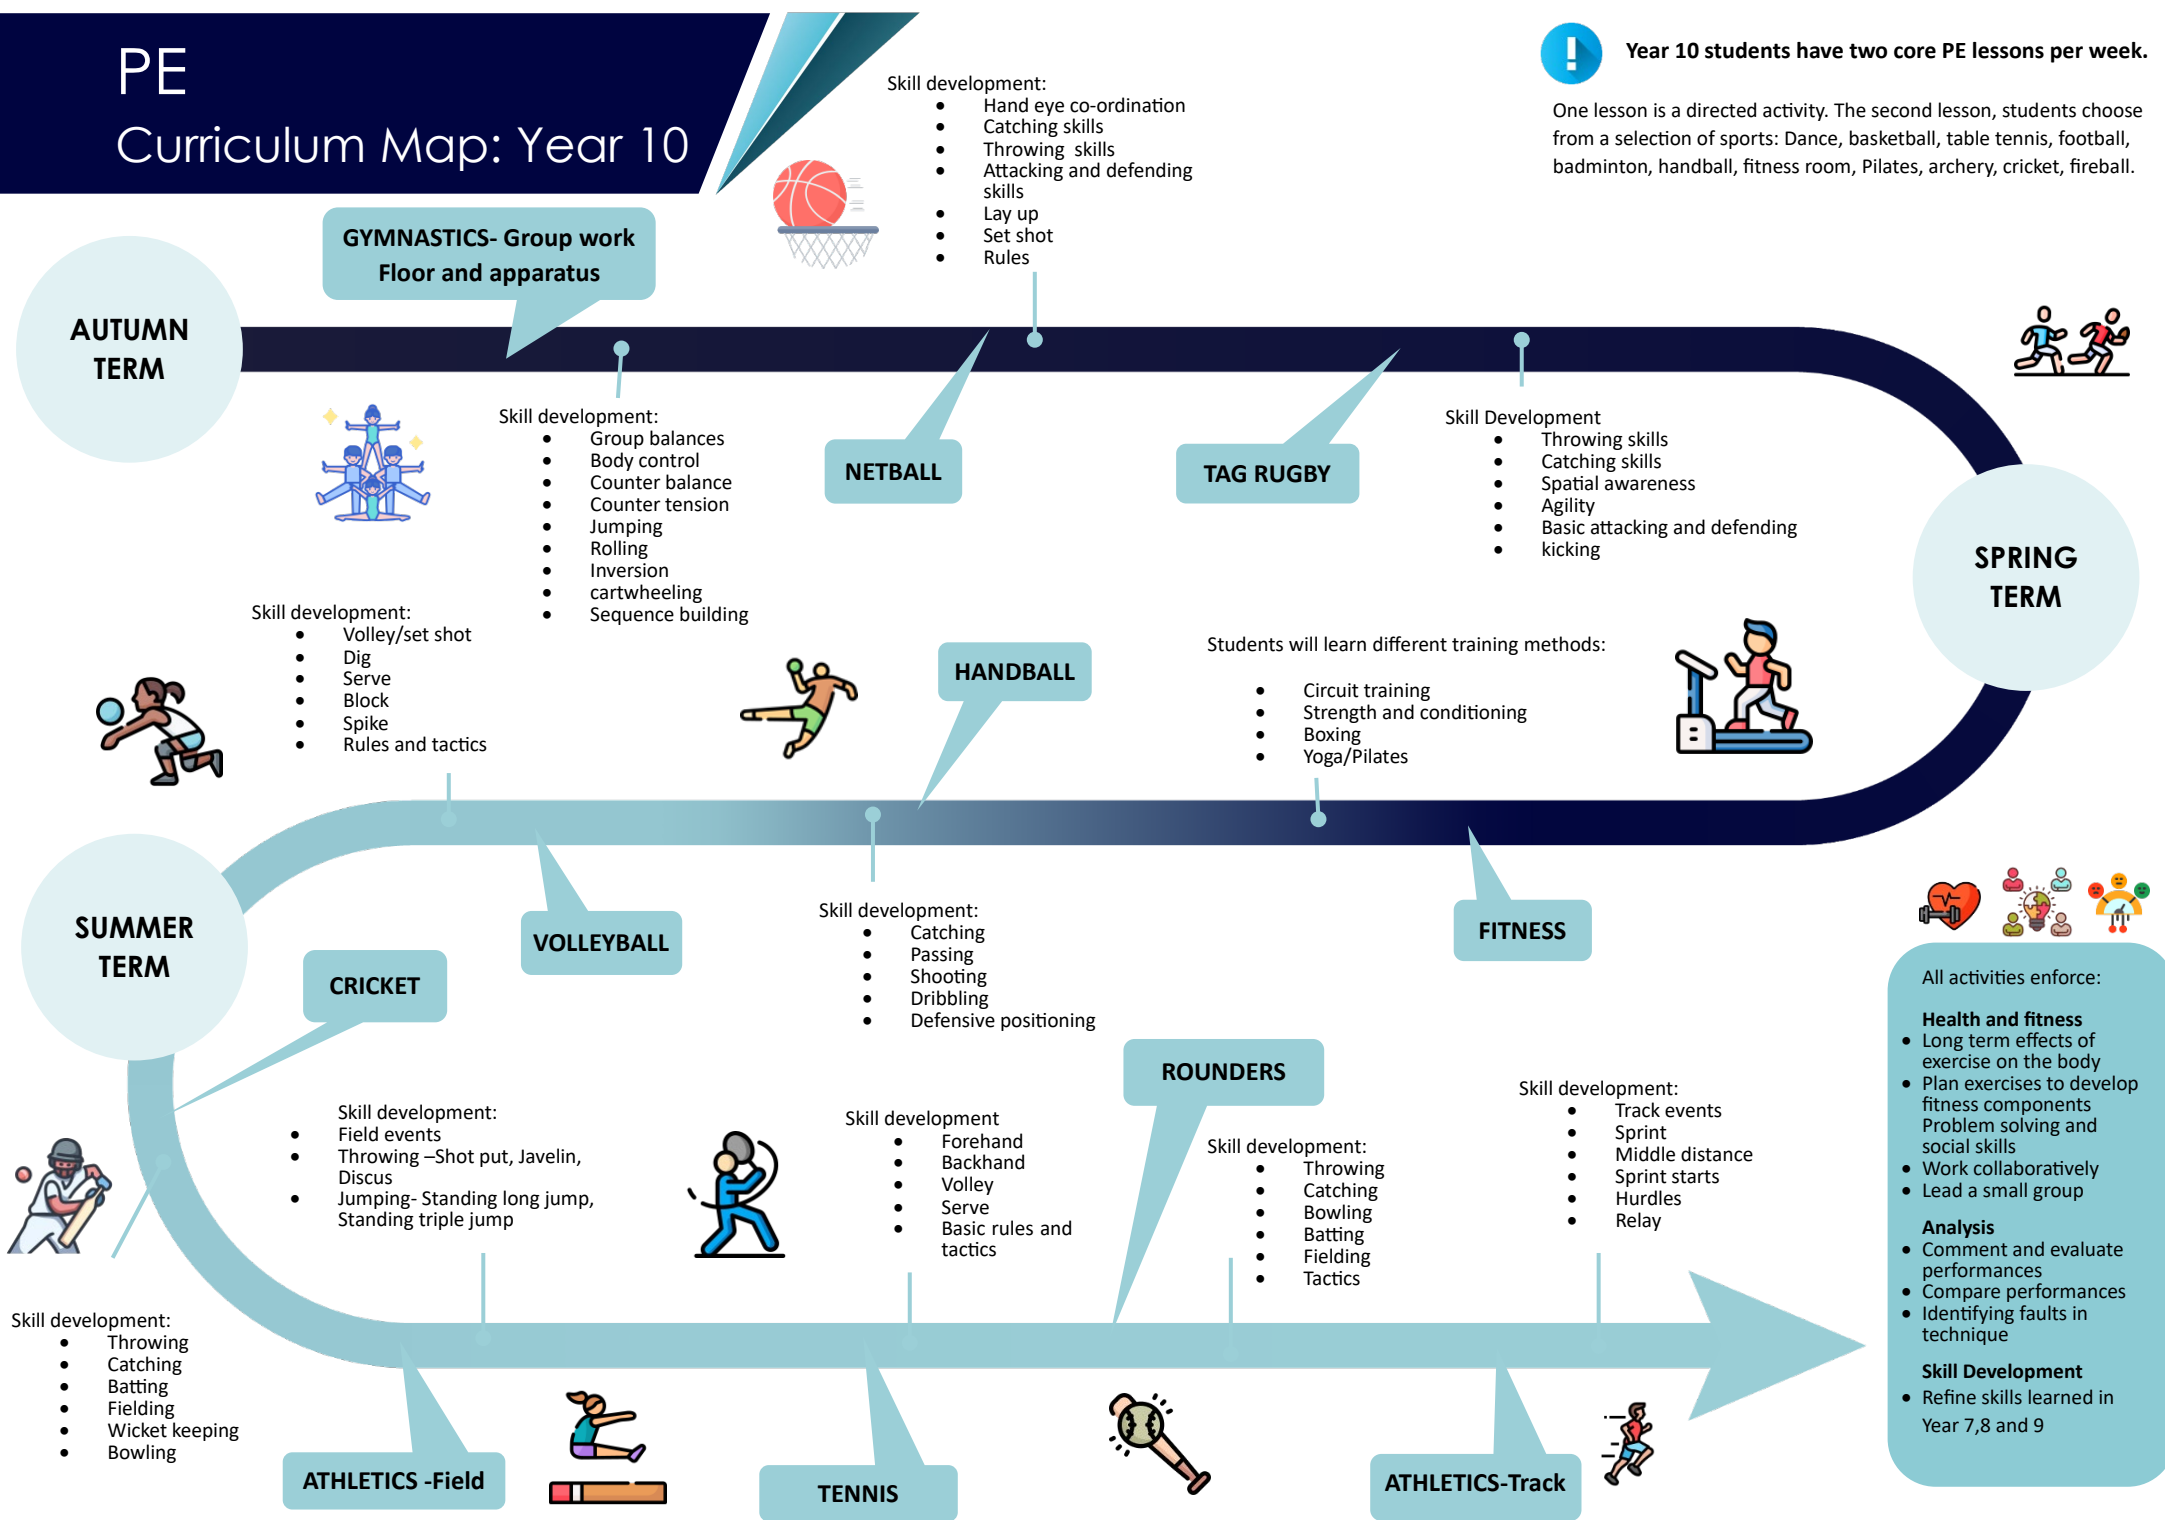 PE
Curriculum Map: Year 10
Year 10 students have two core PE lessons per week.
One lesson is a directed activity. The second lesson, students choose
from a selection of sports: Dance, basketball, table tennis, football,
badminton, handball, fitness room, Pilates, archery, cricket, fireball.
AUTUMN
TERM
GYMNASTICS- Group work
Floor and apparatus
Skill development:
• Group balances
• Body control
• Counter balance
• Counter tension
• Jumping
• Rolling
• Inversion
• cartwheeling
• Sequence building
NETBALL
Skill development:
• Hand eye co-ordination
• Catching skills
• Throwing  skills
• Attacking and defending
skills
• Lay up
• Set shot
• Rules
TAG RUGBY
Skill Development
• Throwing skills
• Catching skills
• Spatial awareness
• Agility
• Basic attacking and defending
• kicking
SPRING
TERM
FITNESS
Students will learn different training methods:
• Circuit training
• Strength and conditioning
• Boxing
• Yoga/Pilates
HANDBALL
Skill development:
• Catching
• Passing
• Shooting
• Dribbling
• Defensive positioning
VOLLEYBALL
Skill development:
• Volley/set shot
• Dig
• Serve
• Block
• Spike
• Rules and tactics
SUMMER
TERM
CRICKET
Skill development:
• Throwing
• Catching
• Batting
• Fielding
• Wicket keeping
• Bowling
ATHLETICS -Field
Skill development:
• Field events
• Throwing –Shot put, Javelin,
Discus
• Jumping- Standing long jump,
Standing triple jump
TENNIS
Skill development
• Forehand
• Backhand
• Volley
• Serve
• Basic rules and
tactics
ROUNDERS
Skill development:
• Throwing
• Catching
• Bowling
• Batting
• Fielding
• Tactics
ATHLETICS-Track
Skill development:
• Track events
• Sprint
• Middle distance
• Sprint starts
• Hurdles
• Relay
All activities enforce:
Health and fitness
• Long term effects of
exercise on the body
• Plan exercises to develop
fitness components
Problem solving and
social skills
• Work collaboratively
• Lead a small group
Analysis
• Comment and evaluate
performances
• Compare performances
• Identifying faults in
technique
Skill Development
• Refine skills learned in
Year 7,8 and 9